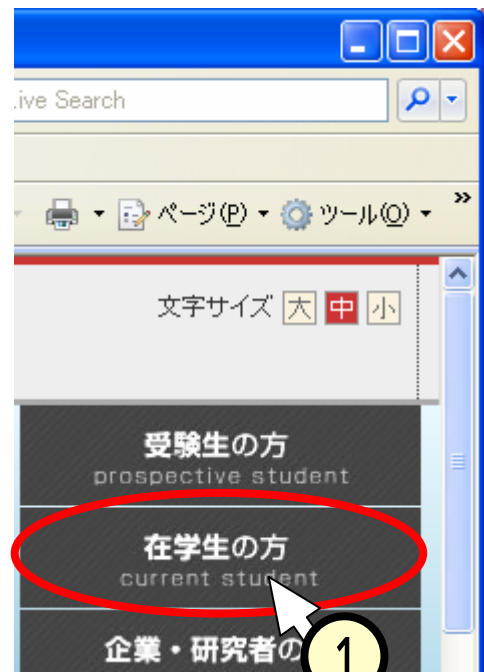 ive Search
ページ(P) ツール(O) »
文字サイズ 大 中 小
受験生の方
prospective student
在学生の方
current student
企業・研究者の
1